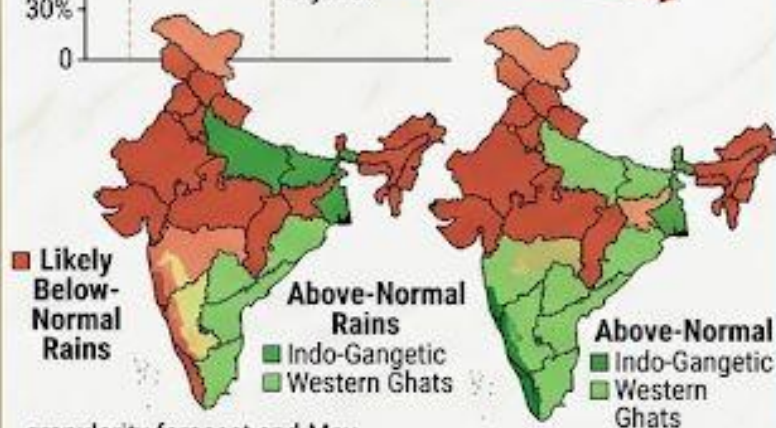 30%
0
Likely
Below-
Normal
Rains
Above-Normal
Rains
Indo-Gangetic
Western Ghats
Above-Normal
Indo-Gangetic
Western
Ghats